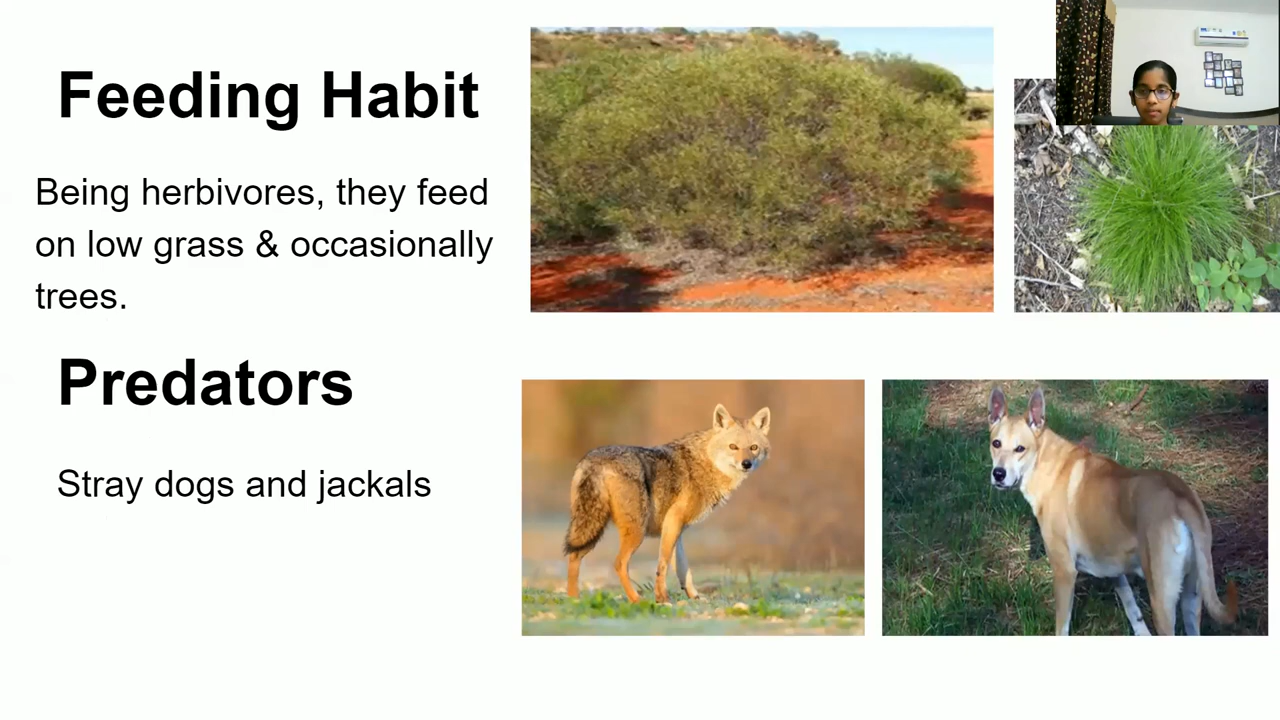 Feeding Habit
Being herbivores, they feed
on low grass & occasionally
trees.
Predators
Stray dogs and jackals